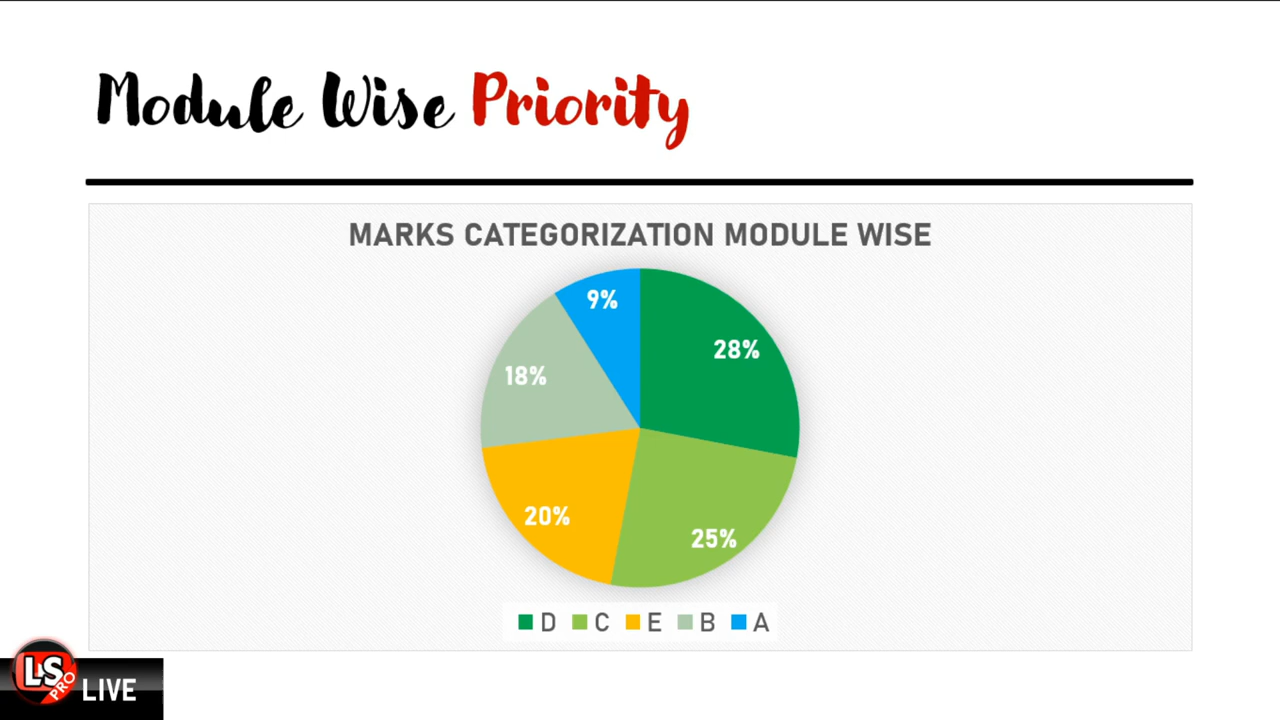 Module Wise Priority
MARKS CATEGORIZATION MODULE WISE
9%
28%
18%
20%
25%
D C E B A
LS PRO LIVE